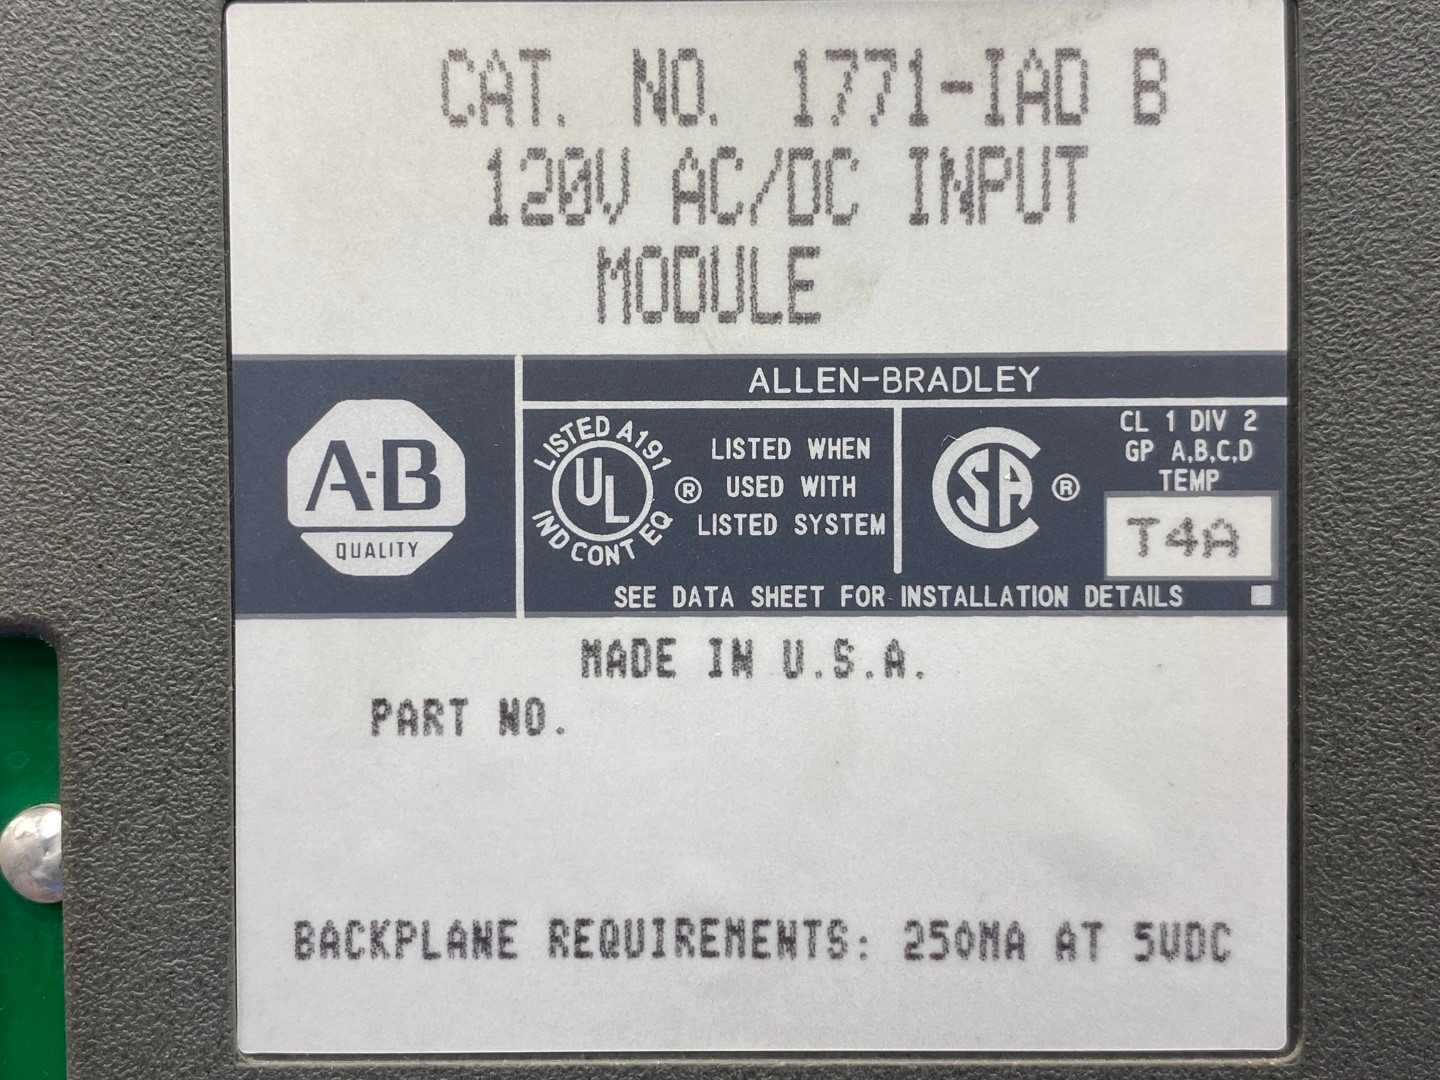 CAT. NO. 1771-IAD B
120V AC/DC INPUT
MODULE
ALLEN-BRADLEY
A-B
QUALITY
LISTED A191
UL
IND CONT EQ
®
LISTED WHEN
USED WITH
LISTED SYSTEM
SA
®
CL 1 DIV 2
GP A,B,C,D
TEMP
T4A
SEE DATA SHEET FOR INSTALLATION DETAILS
MADE IN U.S.A.
PART NO.
BACKPLANE REQUIREMENTS: 250MA AT 5VDC